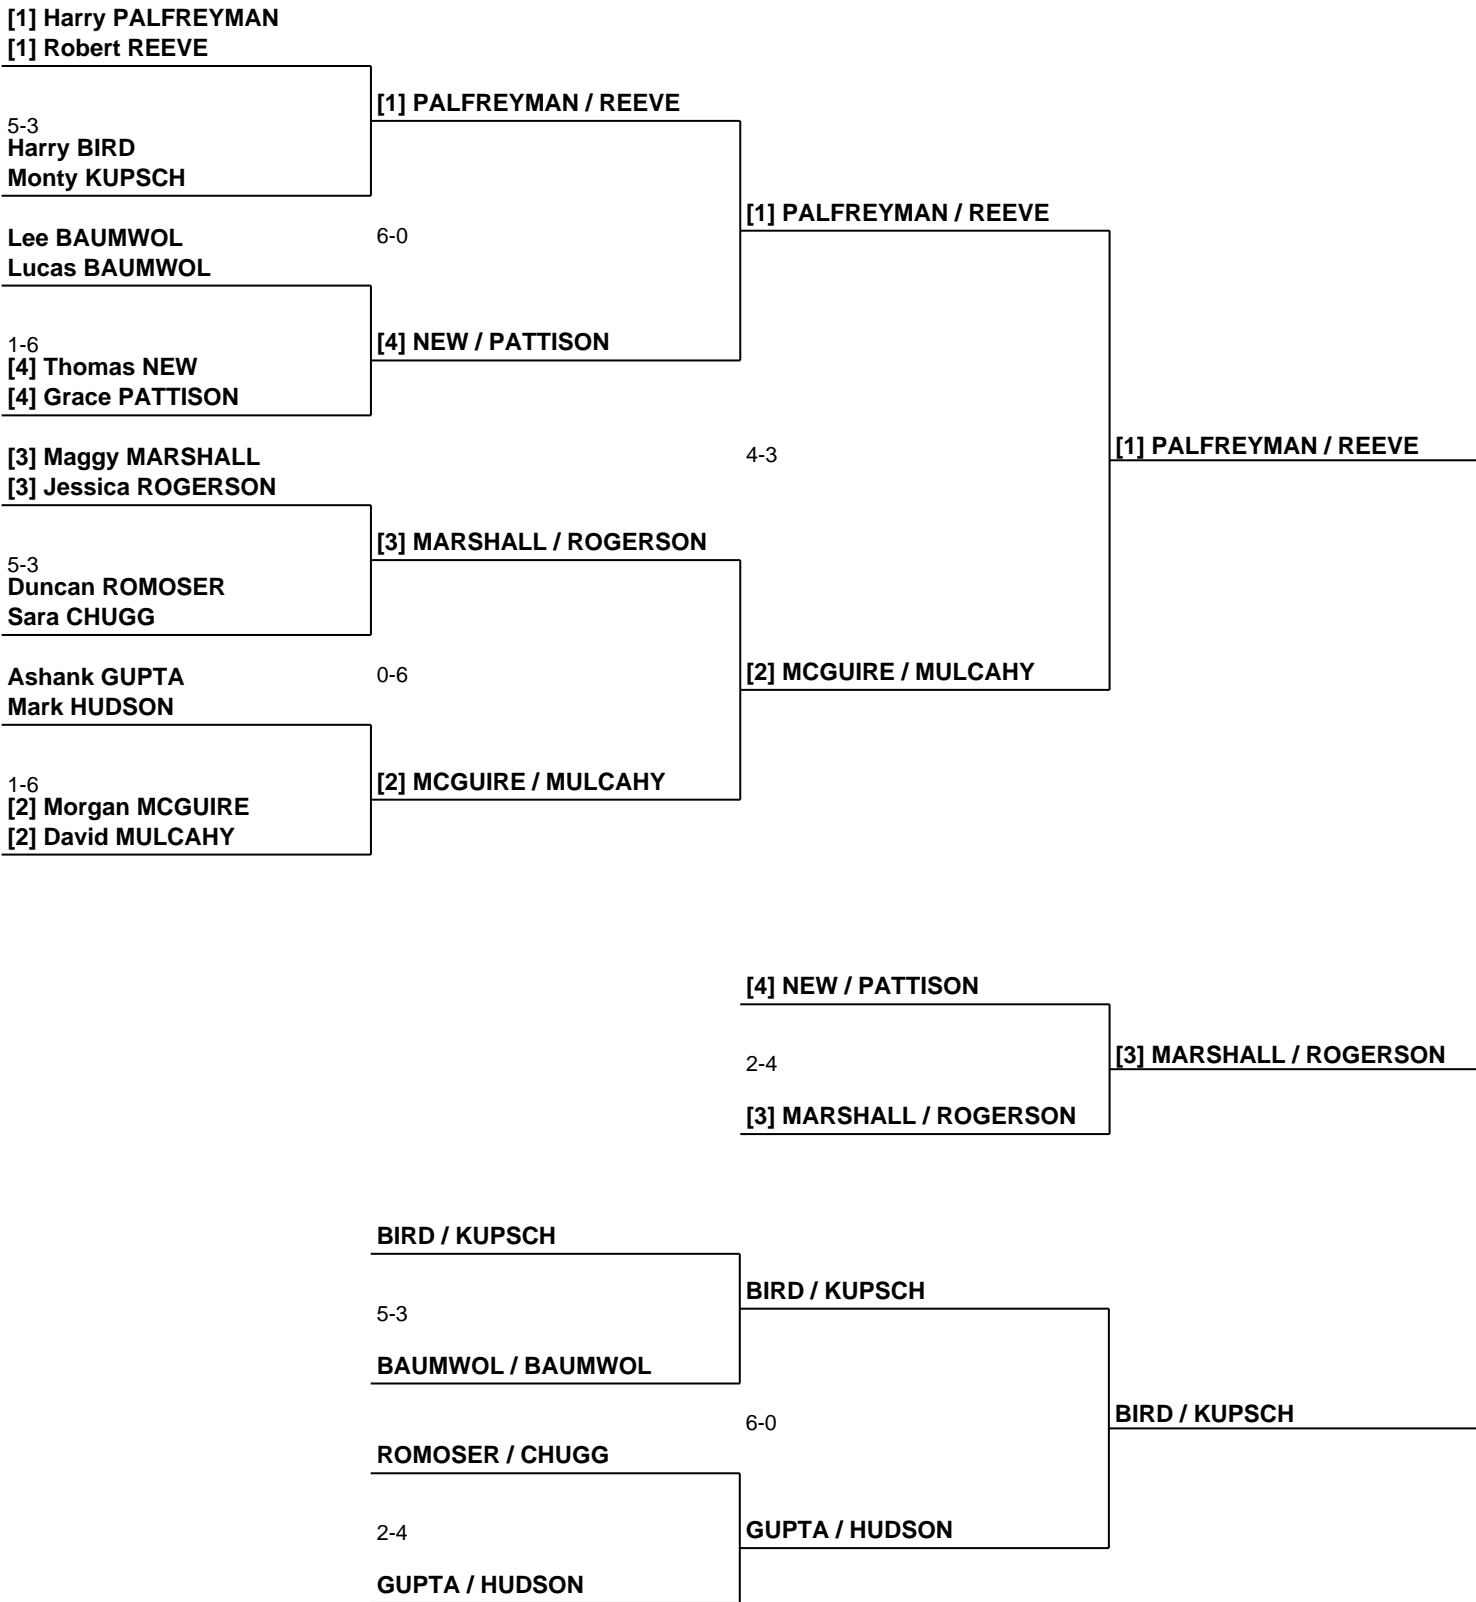 [1] Harry PALFREYMAN
[1] Robert REEVE
[1] PALFREYMAN / REEVE
5-3
Harry BIRD
Monty KUPSCH
[1] PALFREYMAN / REEVE
Lee BAUMWOL
6-0
Lucas BAUMWOL
[4] NEW / PATTISON
1-6
[4] Thomas NEW
[4] Grace PATTISON
[1] PALFREYMAN / REEVE
[3] Maggy MARSHALL
4-3
[3] Jessica ROGERSON
[3] MARSHALL / ROGERSON
5-3
Duncan ROMOSER
Sara CHUGG
[2] MCGUIRE / MULCAHY
Ashank GUPTA
0-6
Mark HUDSON
[2] MCGUIRE / MULCAHY
1-6
[2] Morgan MCGUIRE
[2] David MULCAHY
[4] NEW / PATTISON
[3] MARSHALL / ROGERSON
2-4
[3] MARSHALL / ROGERSON
BIRD / KUPSCH
BIRD / KUPSCH
5-3
BAUMWOL / BAUMWOL
BIRD / KUPSCH
6-0
ROMOSER / CHUGG
GUPTA / HUDSON
2-4
GUPTA / HUDSON